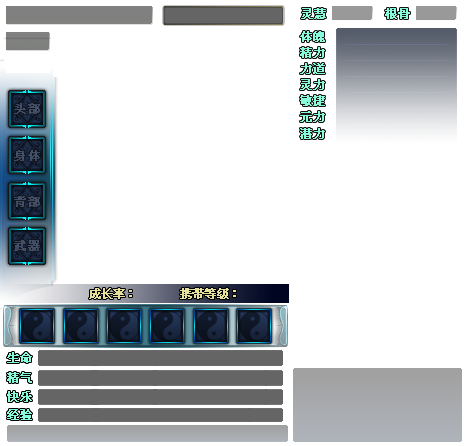 灵慧 根骨
体魄
精力
力道
灵力
敏捷
元力
潜力
头部
身体
背部
武器
成长率： 携带等级：
生命
精气
快乐
经验